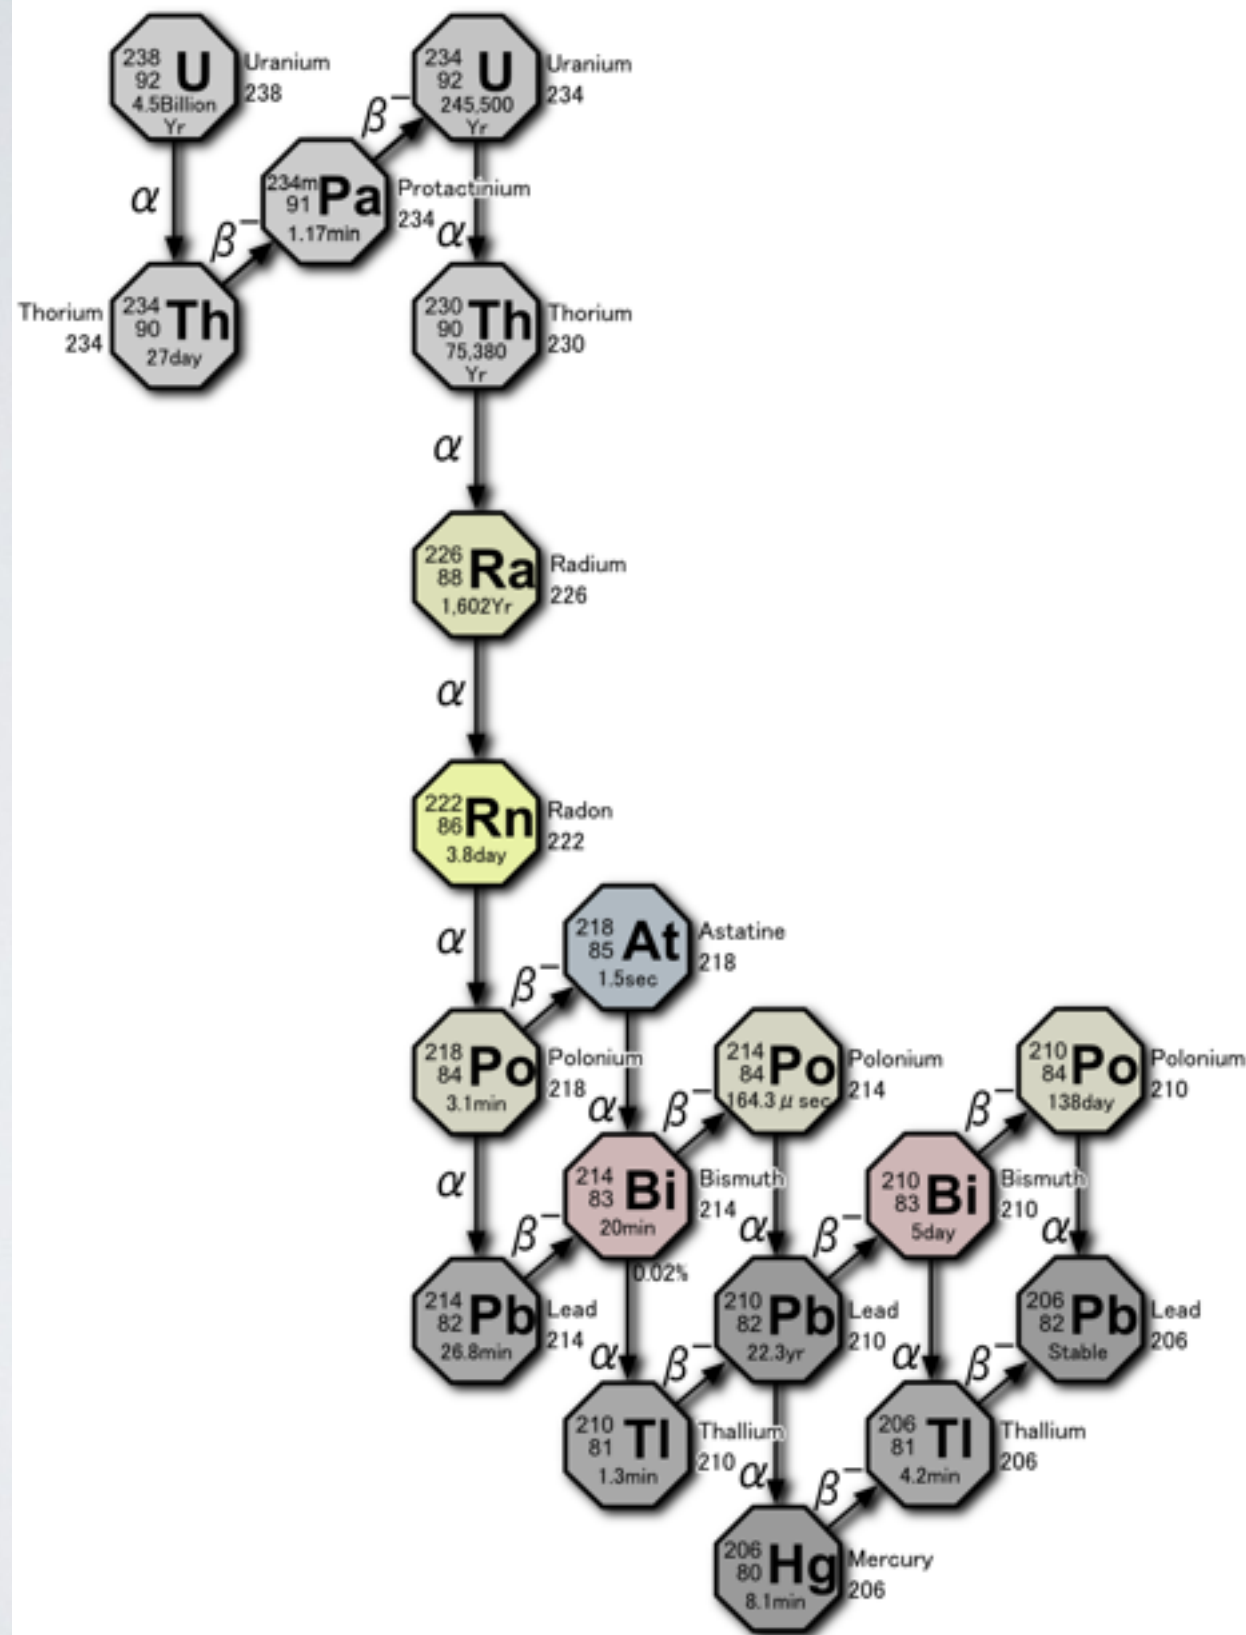 238
92 U
4.5Billion
Yr
Uranium
238
α
234
90 Th
27day
Thorium
234
β−
234m
91 Pa
1.17min
Protactinium
234
β−
234
92 U
245,500
Yr
Uranium
234
α
230
90 Th
75,380
Yr
Thorium
230
α
226
88 Ra
1,602Yr
Radium
226
α
222
86 Rn
3.8day
Radon
222
α
218
84 Po
3.1min
Polonium
218
β−
218
85 At
1.5sec
Astatine
218
α
α
214
82 Pb
26.8min
Lead
214
β−
214
83 Bi
20min
Bismuth
214
0.02%
β−
214
84 Po
164.3 μ sec
Polonium
214
α
α
210
81 Tl
1.3min
Thallium
210
β−
210
82 Pb
22.3yr
Lead
210
β−
210
83 Bi
5day
Bismuth
210
β−
210
84 Po
138day
Polonium
210
α
α
206
80 Hg
8.1min
Mercury
206
β−
α
206
81 Tl
4.2min
Thallium
206
β−
206
82 Pb
Stable
Lead
206